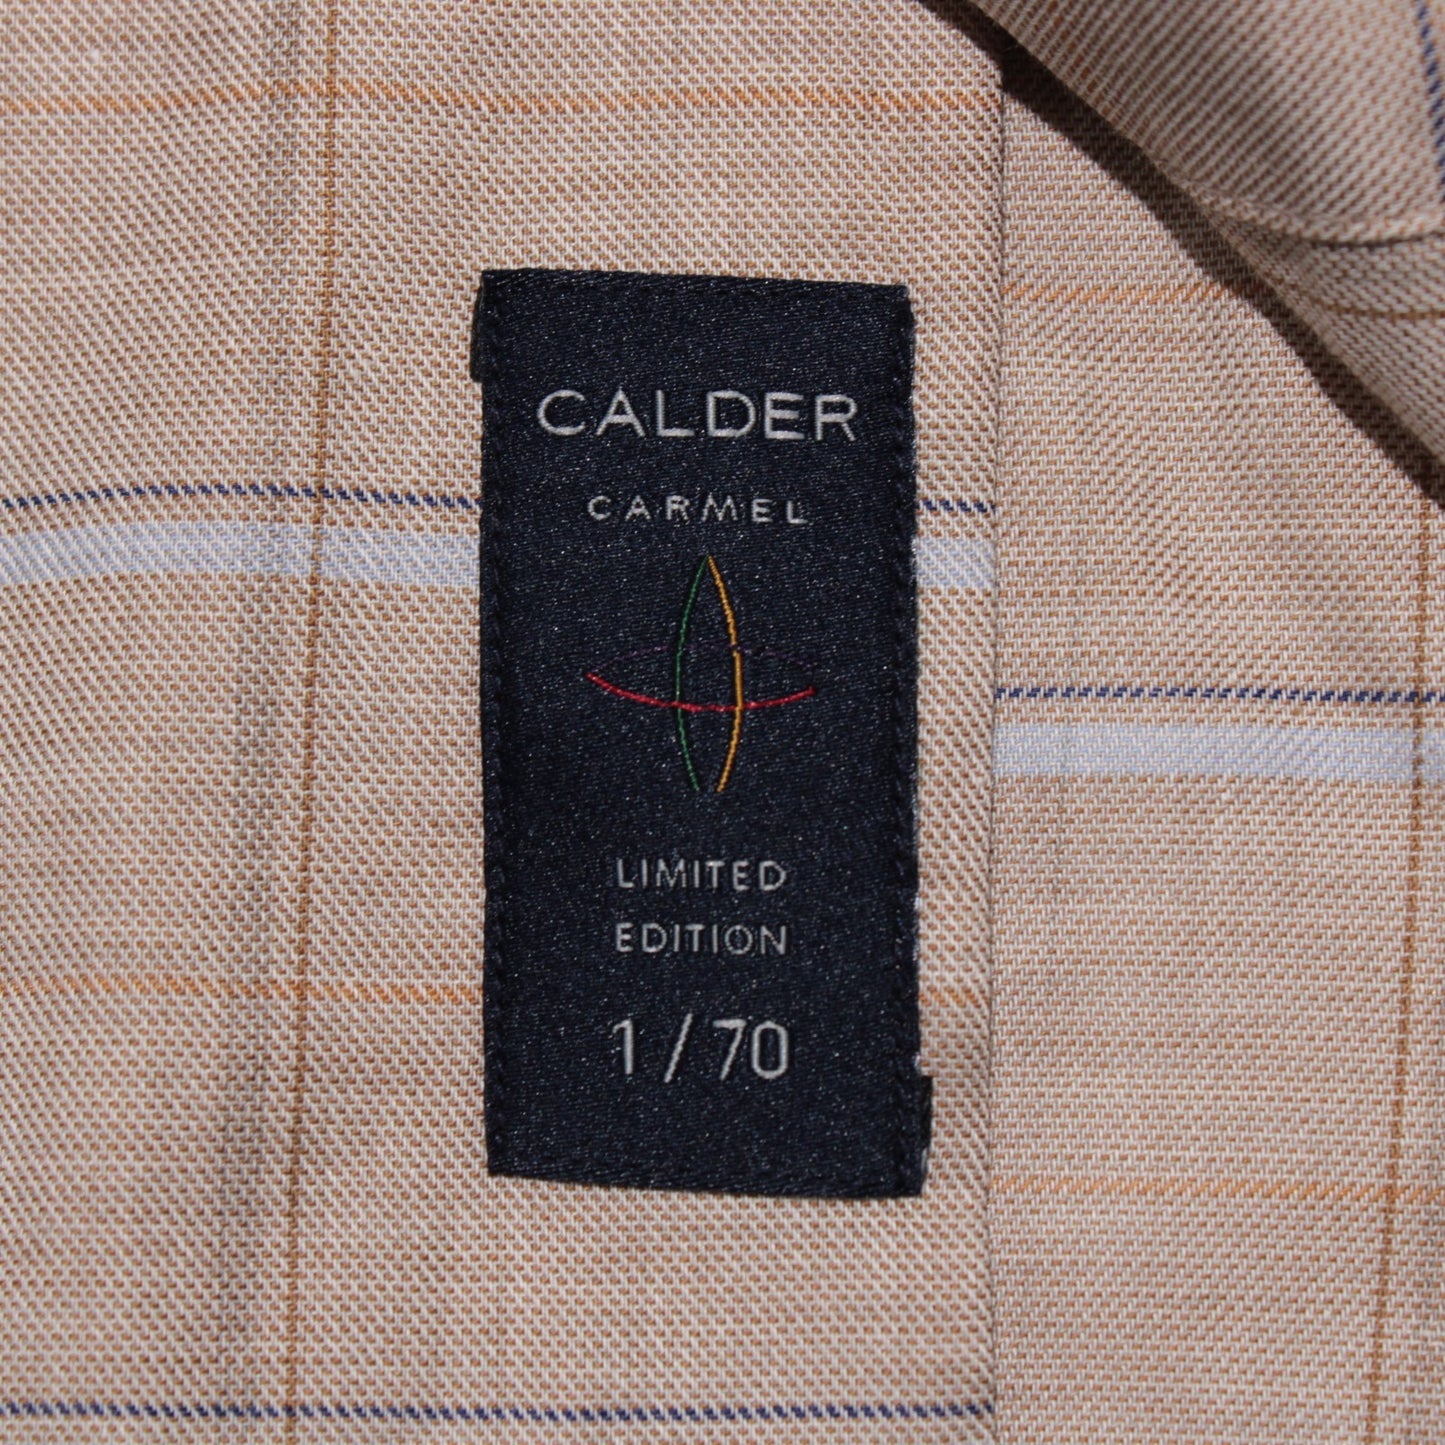 CALDER
CARMEL
LIMITED
EDITION
1 / 70